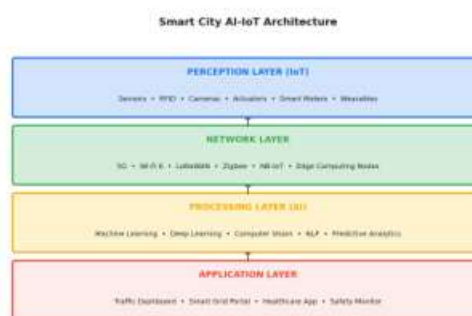 Smart City AI-IoT Architecture
PERCEPTION LAYER (IoT)
Sensors • RFID • Cameras • Actuators • Smart Meters • Wearables
NETWORK LAYER
5G • Wi-Fi 6 • LoRaWAN • Zigbee • NB-IoT • Edge Computing Nodes
PROCESSING LAYER (AI)
Machine Learning • Deep Learning • Computer Vision • NLP • Predictive Analytics
APPLICATION LAYER
Traffic Dashboard • Smart Grid Portal • Healthcare App • Safety Monitor